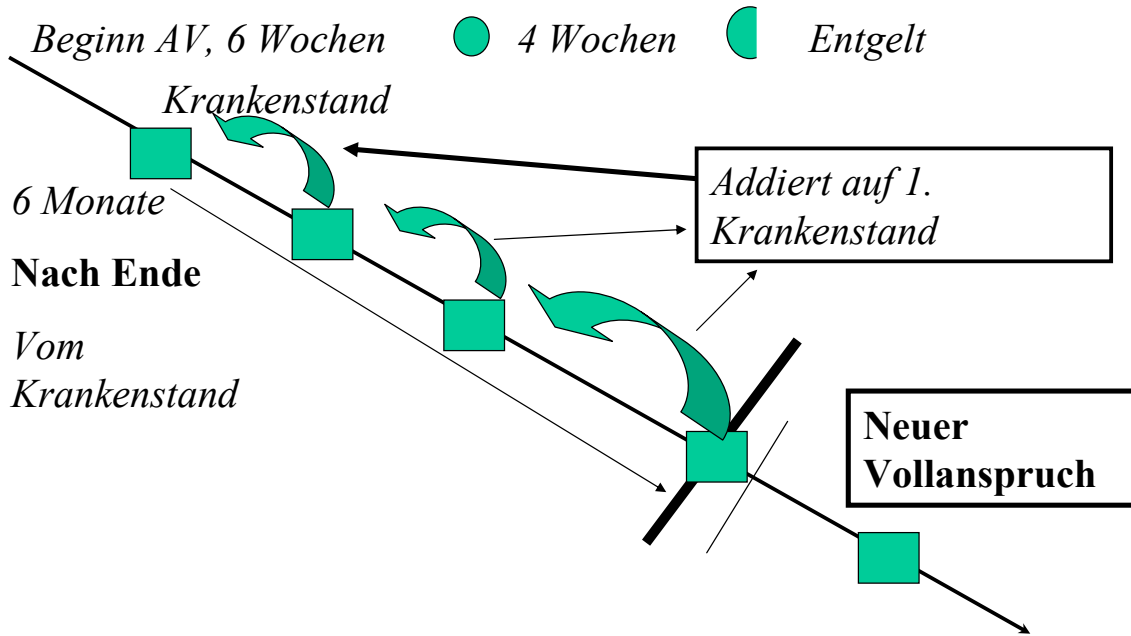 Beginn AV, 6 Wochen 4 Wochen Entgelt
Krankenstand
Addiert auf 1.
Krankenstand
6 Monate
Nach Ende
Vom
Krankenstand
Neuer
Vollanspruch